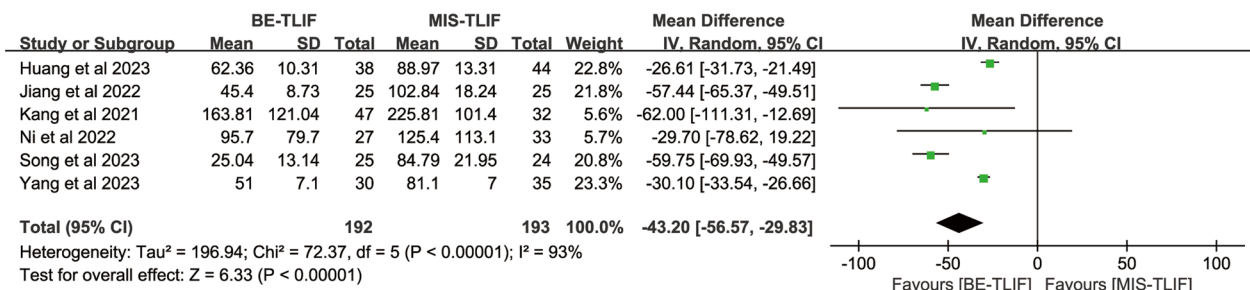 BE-TLIF MIS-TLIF Mean Difference Mean Difference
Study or Subgroup Mean SD Total Mean SD Total Weight IV, Random, 95% CI IV, Random, 95% CI
Huang et al 2023 62.36 10.31 38 88.97 13.31 44 22.8% -26.61 [-31.73, -21.49]
Jiang et al 2022 45.4 8.73 25 102.84 18.24 25 21.8% -57.44 [-65.37, -49.51]
Kang et al 2021 163.81 121.04 47 225.81 101.4 32 5.6% -62.00 [-111.31, -12.69]
Ni et al 2022 95.7 79.7 27 125.4 113.1 33 5.7% -29.70 [-78.62, 19.22]
Song et al 2023 25.04 13.14 25 84.79 21.95 24 20.8% -59.75 [-69.93, -49.57]
Yang et al 2023 51 7.1 30 81.1 7 35 23.3% -30.10 [-33.54, -26.66]
Total (95% CI) 192 193 100.0% -43.20 [-56.57, -29.83]
Heterogeneity: Tau² = 196.94; Chi² = 72.37, df = 5 (P < 0.00001); I² = 93%
Test for overall effect: Z = 6.33 (P < 0.00001)
-100 -50 0 50 100
Favours [BE-TLIF] Favours [MIS-TLIF]